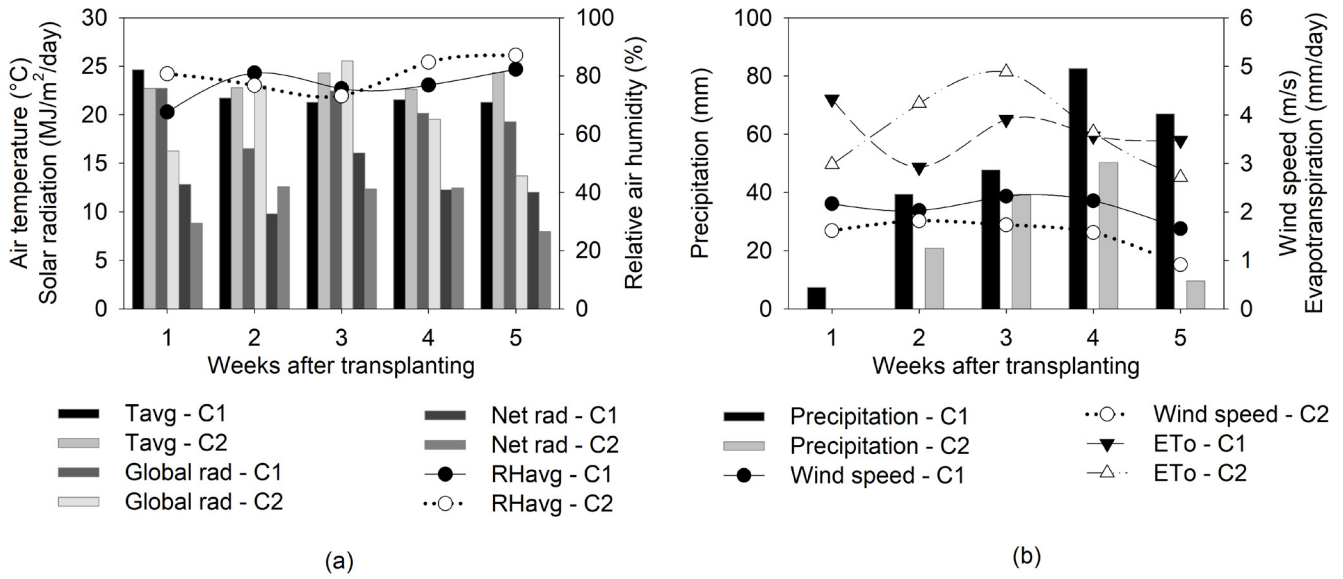 Air temperature (°C)
Solar radiation (MJ/m²/day)
30
25
20
15
10
5
0
100
80
60
40
20
0
Relative air humidity (%)
1 2 3 4 5
Weeks after transplanting
Tavg - C1
Tavg - C2
Global rad - C1
Global rad - C2
Net rad - C1
Net rad - C2
RHavg - C1
RHavg - C2
(a)
Precipitation (mm)
100
80
60
40
20
0
6
5
4
3
2
1
0
Wind speed (m/s)
Evapotranspiration (mm/day)
1 2 3 4 5
Weeks after transplanting
Precipitation - C1
Precipitation - C2
Wind speed - C1
Wind speed - C2
ETo - C1
ETo - C2
(b)